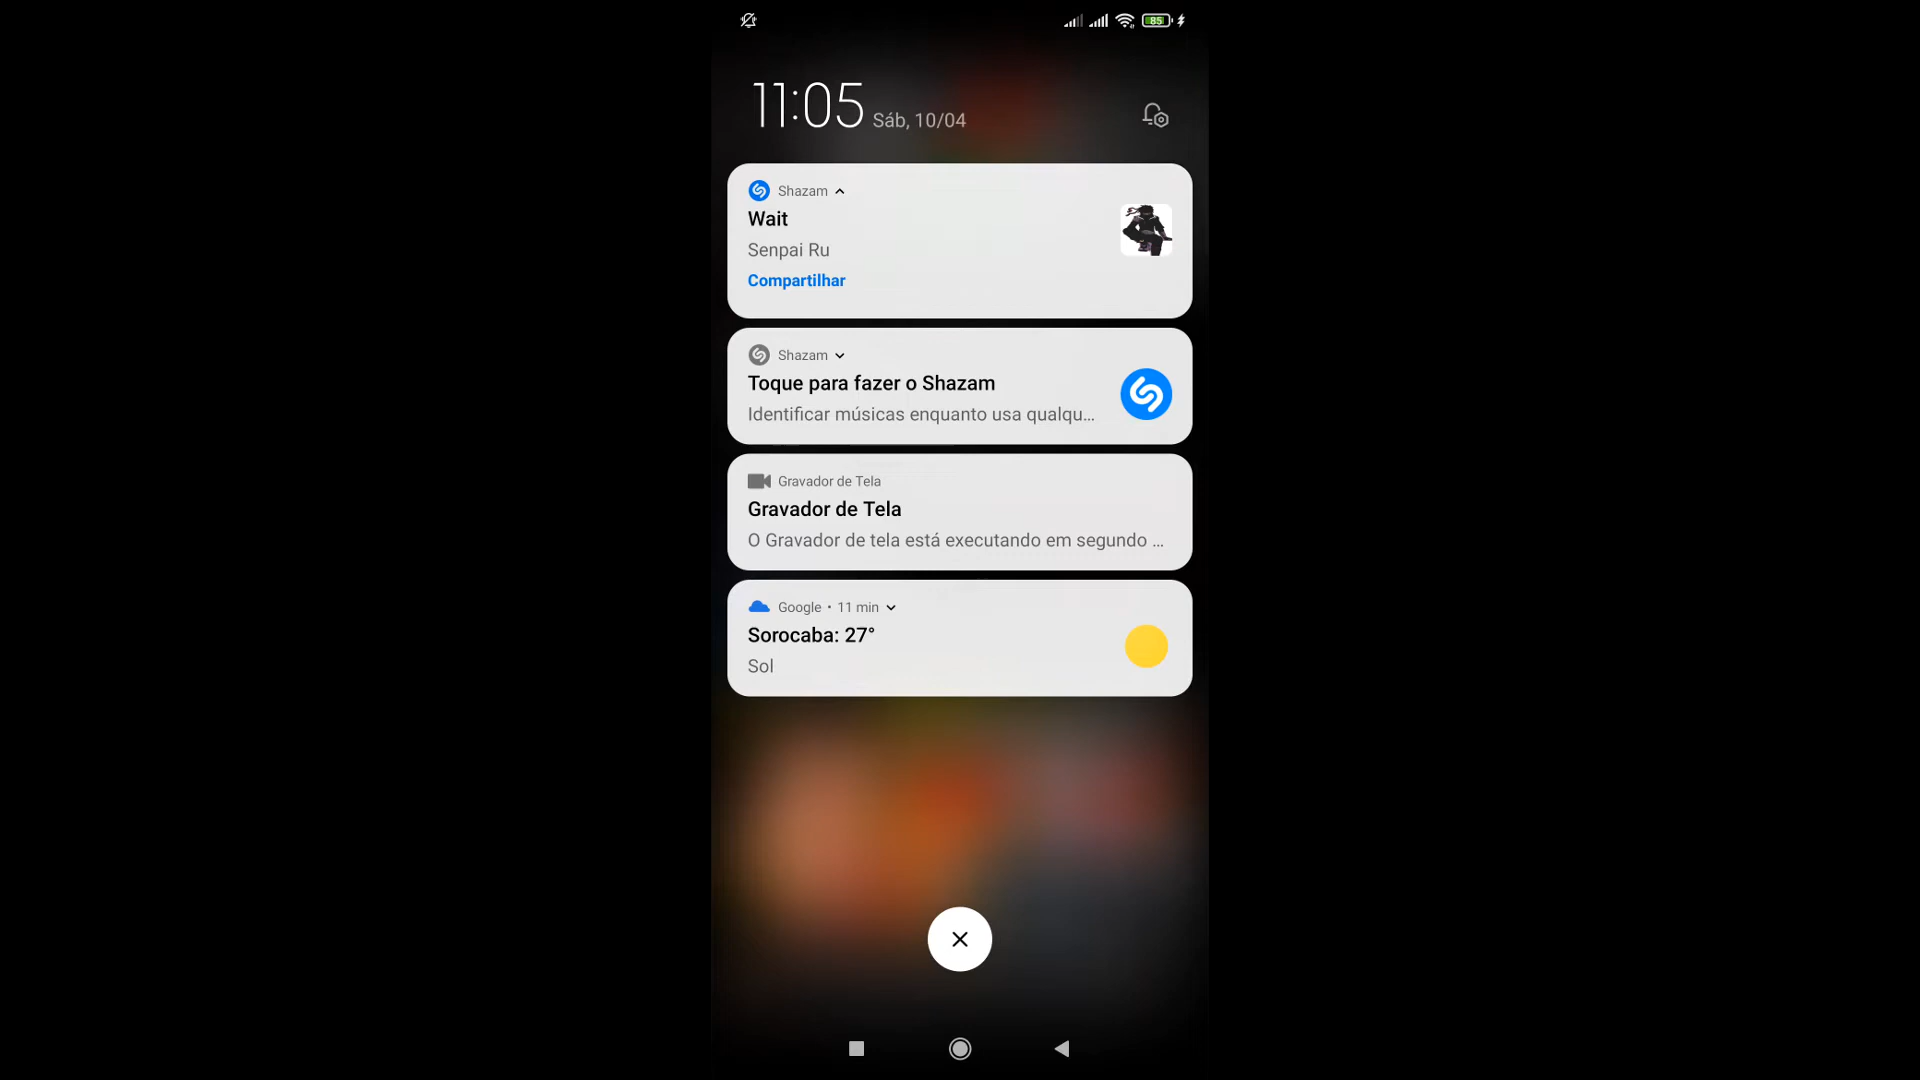 85
11:05 Sáb, 10/04
Shazam
Wait
Senpai Ru
Compartilhar
Shazam
Toque para fazer o Shazam
Identificar músicas enquanto usa qualqu...
Gravador de Tela
Gravador de Tela
O Gravador de tela está executando em segundo ...
Google • 11 min
Sorocaba: 27°
Sol